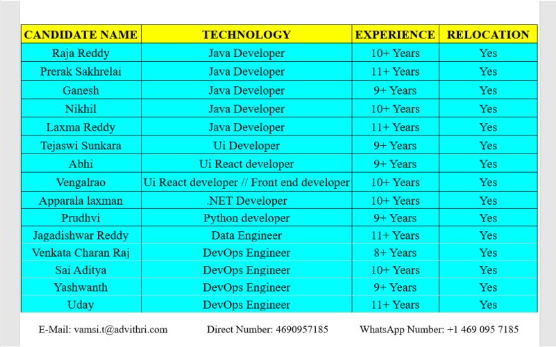 CANDIDATE NAME TECHNOLOGY EXPERIENCE RELOCATION
Raja Reddy Java Developer 10+ Years Yes
Prerak Sakhrelai Java Developer 11+ Years Yes
Ganesh Java Developer 9+ Years Yes
Nikhil Java Developer 10+ Years Yes
Laxma Reddy Java Developer 11+ Years Yes
Tejaswi Sunkara Ui Developer 9+ Years Yes
Abhi Ui React developer 9+ Years Yes
Vengalrao Ui React developer // Front end developer 10+ Years Yes
Apparala laxman .NET Developer 10+ Years Yes
Prudhvi Python developer 9+ Years Yes
Jagadishwar Reddy Data Engineer 11+ Years Yes
Venkata Charan Raj DevOps Engineer 8+ Years Yes
Sai Aditya DevOps Engineer 10+ Years Yes
Yashwanth DevOps Engineer 9+ Years Yes
Uday DevOps Engineer 11+ Years Yes
E-Mail: vamsi.t@advithri.com Direct Number: 4690957185 WhatsApp Number: +1 469 095 7185